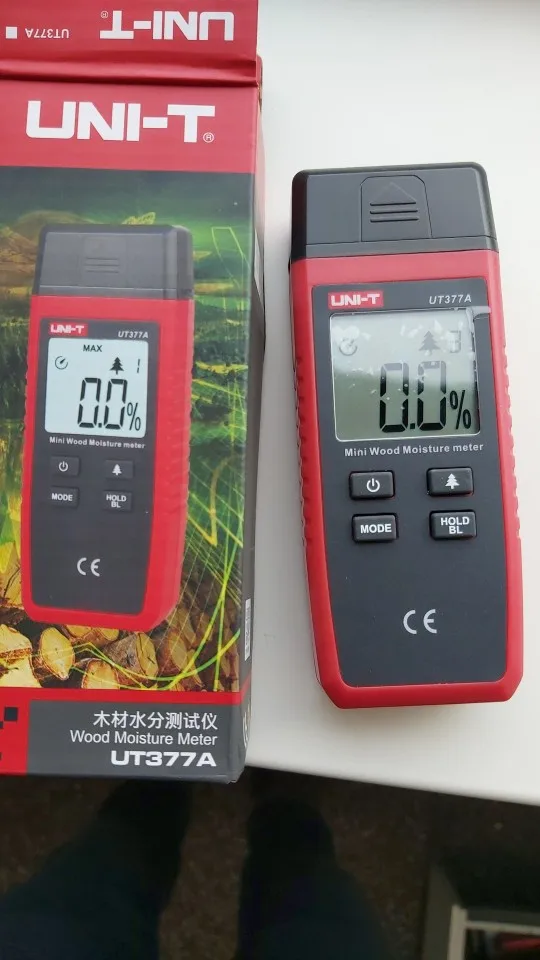 UNI-T®
UT377A
UNI-T®
UNI-T
UT377A
MAX
1
0.0%
Mini Wood Moisture meter
MODE
HOLD
BL
CE
木材水分测试仪
Wood Moisture Meter
UT377A
UNI-T
UT377A
3
0.0%
Mini Wood Moisture meter
MODE
HOLD
BL
CE